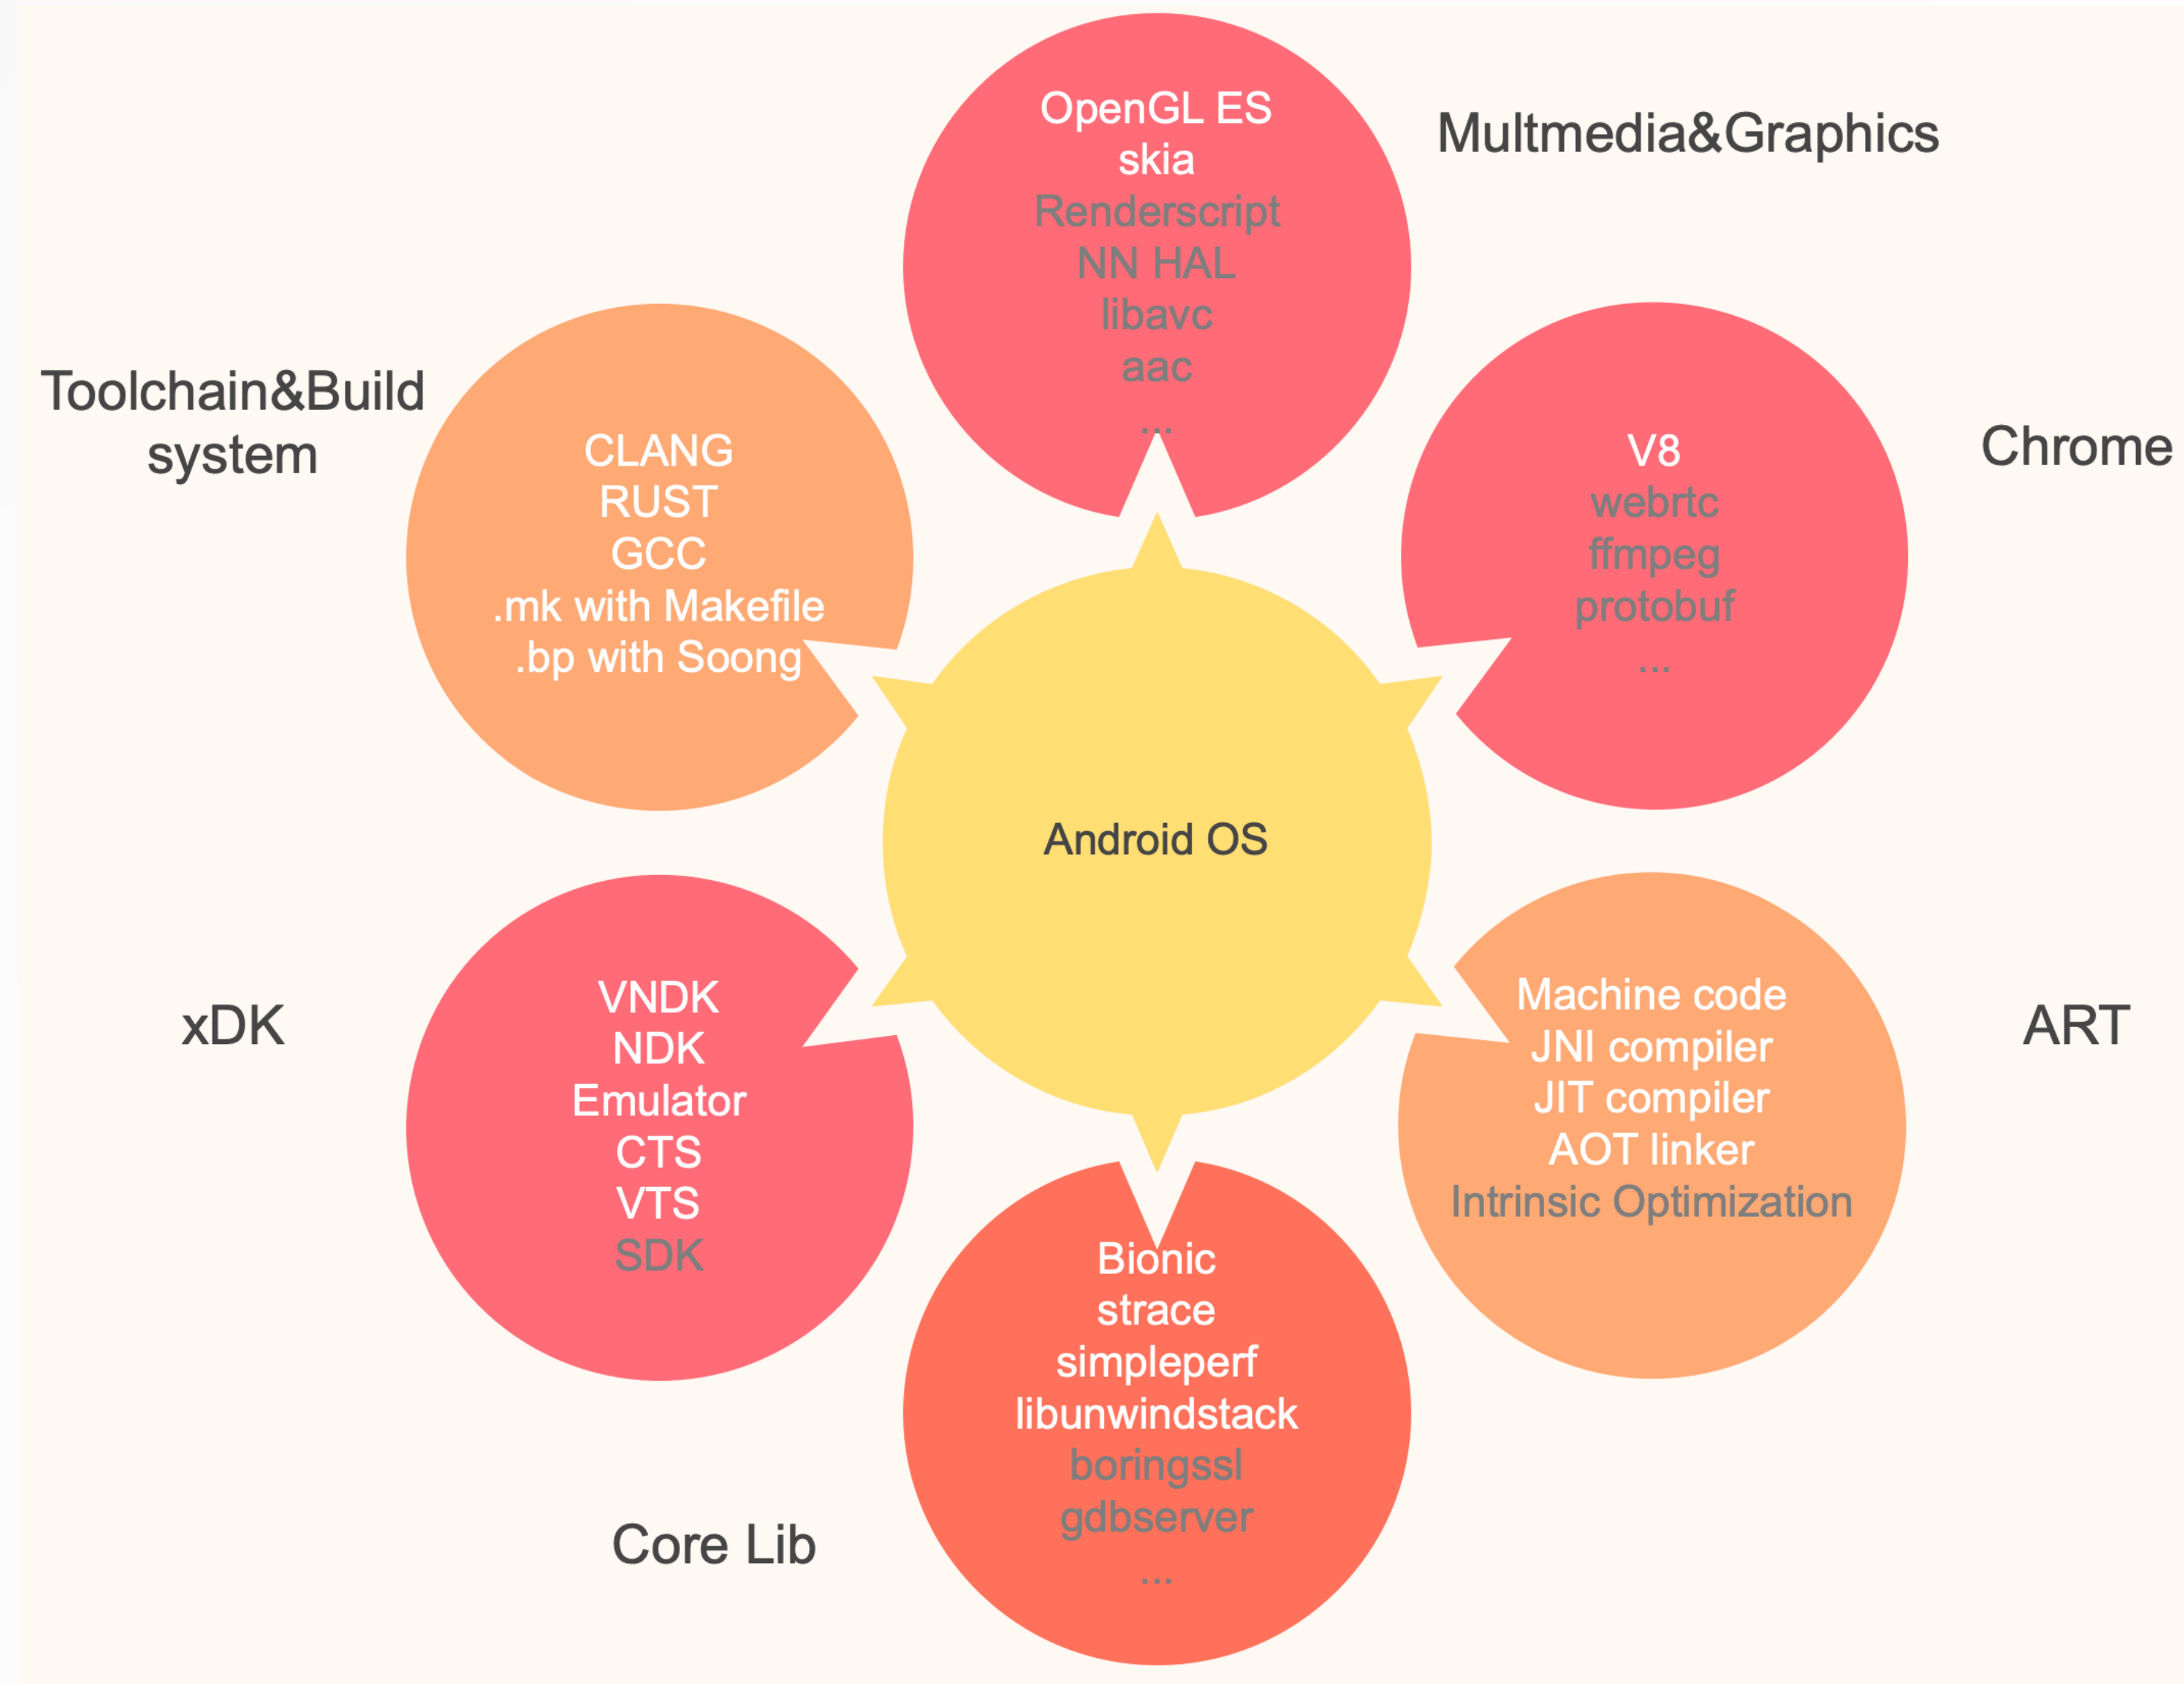 OpenGL ES
skia
Renderscript
NN HAL
libavc
aac
...
Multmedia&Graphics
Toolchain&Build
system
CLANG
RUST
GCC
.mk with Makefile
.bp with Soong
V8
webrtc
ffmpeg
protobuf
...
Chrome
Android OS
xDK
VNDK
NDK
Emulator
CTS
VTS
SDK
Machine code
JNI compiler
JIT compiler
AOT linker
Intrinsic Optimization
ART
Bionic
strace
simpleperf
libunwindstack
boringssl
gdbserver
...
Core Lib